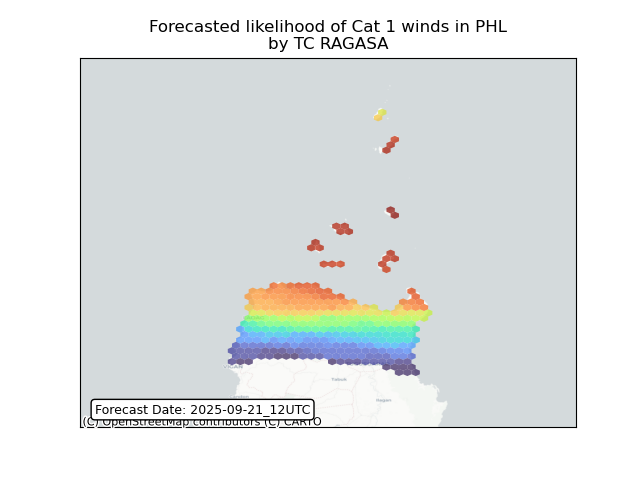 Forecasted likelihood of Cat 1 winds in PHL
by TC RAGASA
Forecast Date: 2025-09-21_12UTC
(C) OpenStreetMap contributors (C) CARTO